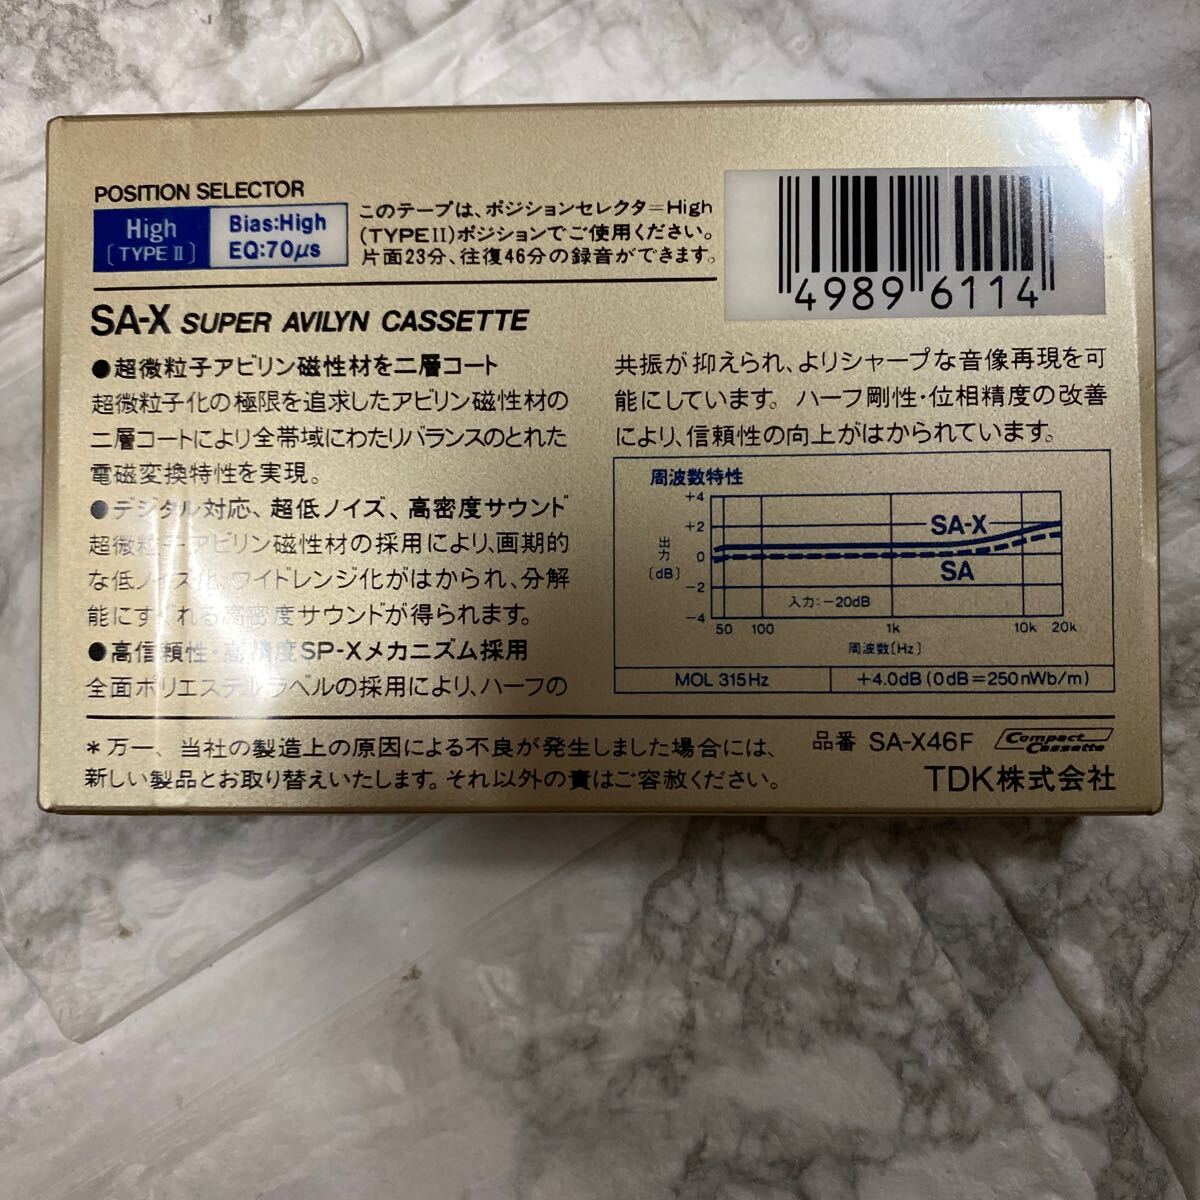 POSITION SELECTOR
High
(TYPE II)
Bias:High
EQ:70μs
このテープは、ポジションセレクタ=High
(TYPEII)ポジションでご使用ください。
片面23分、往復46分の録音ができます。
4989 6114
SA-X SUPER AVILYN CASSETTE
●超微粒子アビリン磁性材を二層コート
超微粒子化の極限を追求したアビリン磁性材の
二層コートにより全帯域にわたりバランスのとれた
電磁変換特性を実現。
●デジタル対応、超低ノイズ、高密度サウンド
超微粒子アビリン磁性材の採用により、画期的
な低ノイズ化、ワイドレンジ化がはかられ、分解
能にすぐれる高密度サウンドが得られます。
●高信頼性・高精度SP-Xメカニズム採用
全面ポリエステルラベルの採用により、ハーフの
共振が抑えられ、よりシャープな音像再現を可
能にしています。ハーフ剛性・位相精度の改善
により、信頼性の向上がはかられています。
周波数特性
+4
+2
0
-2
-4
出力
(dB)
SA-X
SA
入力:-20dB
50 100 1k 10k 20k
周波数(Hz)
MOL 315Hz +4.0dB (0dB=250nWb/m)
*万一、当社の製造上の原因による不良が発生しました場合には、
新しい製品とお取り替えいたします。それ以外の責はご容赦ください。
品番 SA-X46F Compact Cassette
TDK株式会社